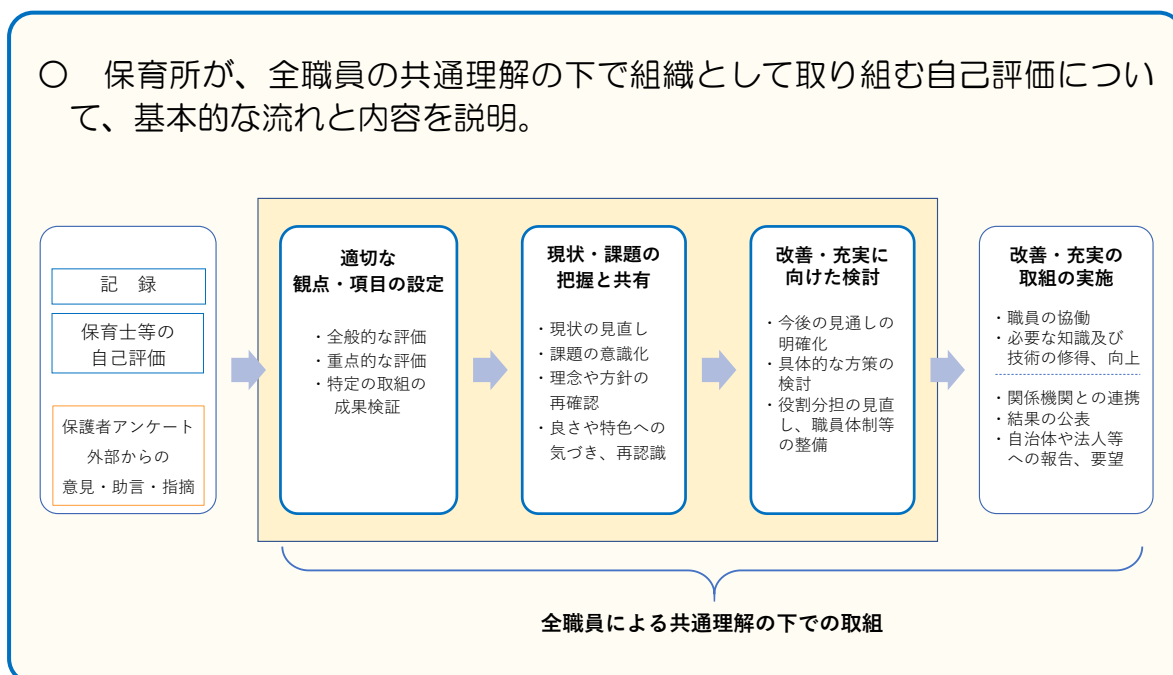 ○　保育所が、全職員の共通理解の下で組織として取り組む自己評価につい
て、基本的な流れと内容を説明。
記　録
保育士等の
自己評価
保護者アンケート
外部からの
意見・助言・指摘
適切な
観点・項目の設定
・全般的な評価
・重点的な評価
・特定の取組の
成果検証
現状・課題の
把握と共有
・現状の見直し
・課題の意識化
・理念や方針の
再確認
・良さや特色への
気づき、再認識
改善・充実に
向けた検討
・今後の見通しの
明確化
・具体的な方策の
検討
・役割分担の見直
し、職員体制等
の整備
改善・充実の
取組の実施
・職員の協働
・必要な知識及び
技術の修得、向上
・関係機関との連携
・結果の公表
・自治体や法人等
への報告、要望
全職員による共通理解の下での取組